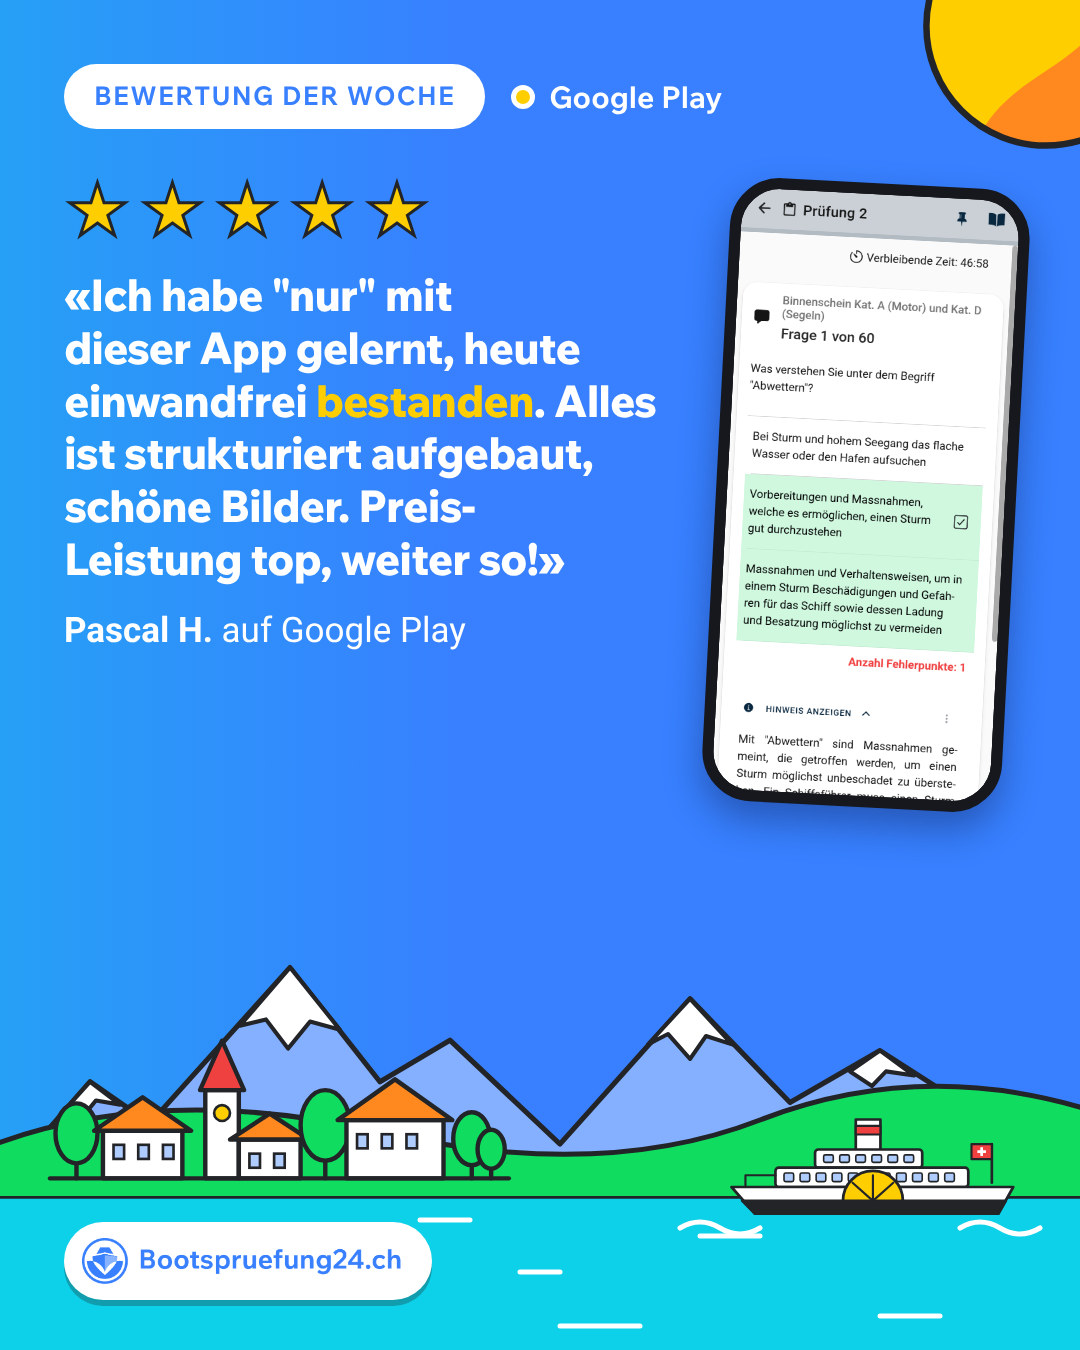 BEWERTUNG DER WOCHE
Google Play
«Ich habe "nur" mit
dieser App gelernt, heute
einwandfrei bestanden. Alles
ist strukturiert aufgebaut,
schöne Bilder. Preis-
Leistung top, weiter so!»
Pascal H. auf Google Play
Prüfung 2
Verbleibende Zeit: 46:58
Binnenschein Kat. A (Motor) und Kat. D
(Segeln)
Frage 1 von 60
Was verstehen Sie unter dem Begriff
"Abwettern"?
Bei Sturm und hohem Seegang das flache
Wasser oder den Hafen aufsuchen
Vorbereitungen und Massnahmen,
welche es ermöglichen, einen Sturm
gut durchzustehen
Massnahmen und Verhaltensweisen, um in
einem Sturm Beschädigungen und Gefah-
ren für das Schiff sowie dessen Ladung
und Besatzung möglichst zu vermeiden
Anzahl Fehlerpunkte: 1
HINWEIS ANZEIGEN
Mit "Abwettern" sind Massnahmen ge-
meint, die getroffen werden, um einen
Sturm möglichst unbeschadet zu überste-
hen. Ein Schiffsführer muss einen Sturm
Bootspruefung24.ch